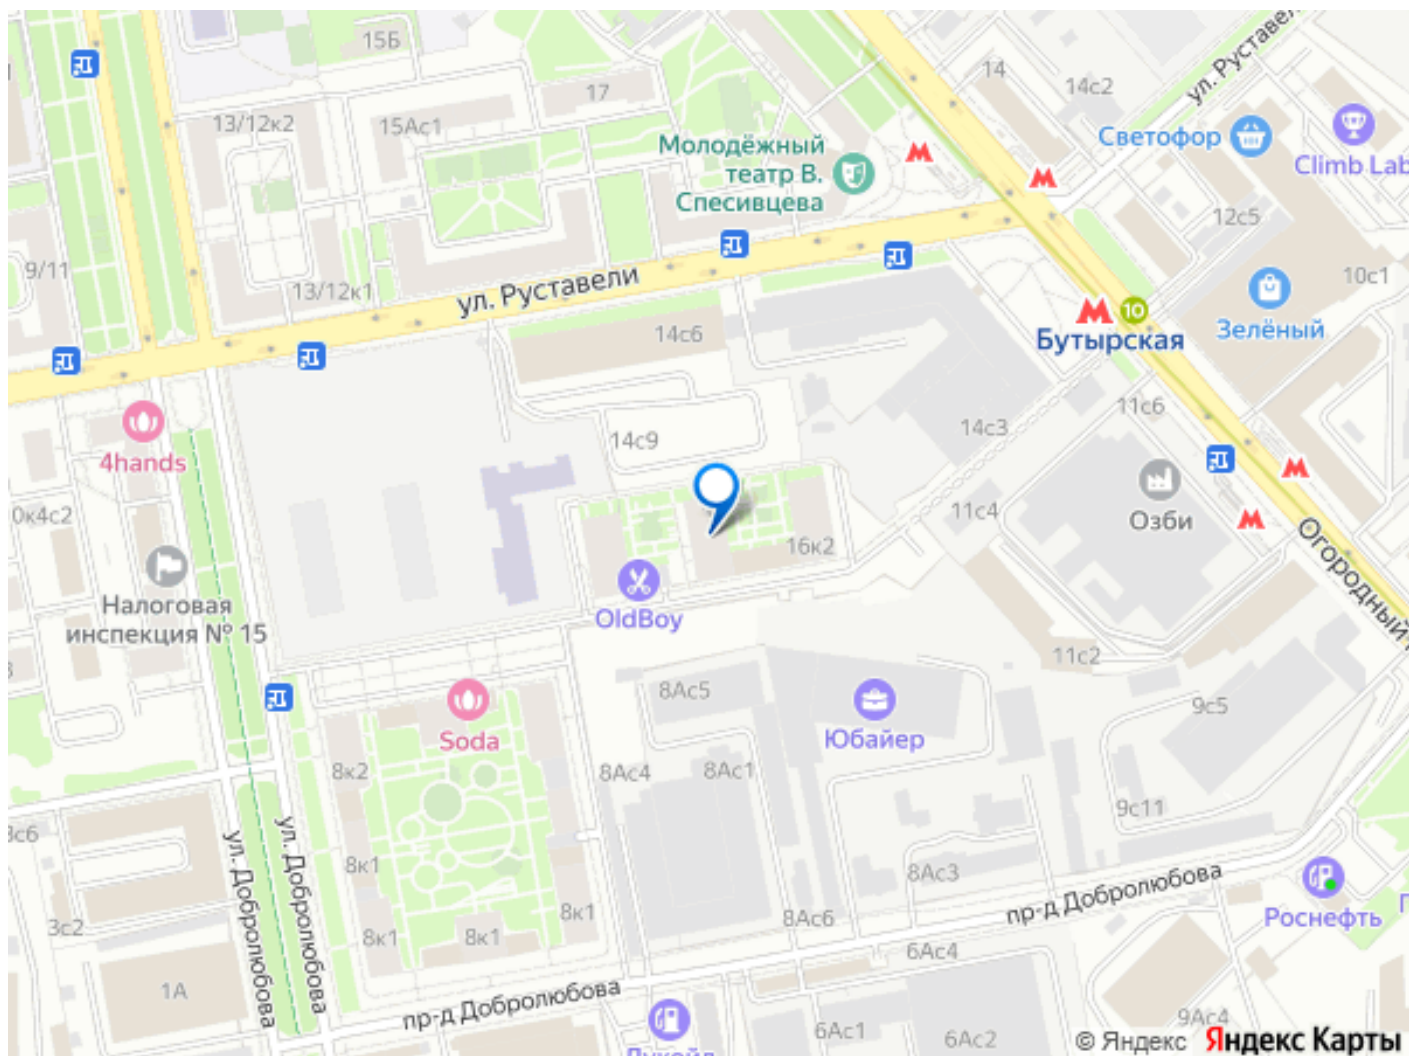 15Б
14
14с2
ул. Руставели
17
13/12к2
15Ас1
Молодёжный
театр В.
Спесивцева
Светофор
Climb Lab
12с5
9/11
13/12к1
ул. Руставели
10с1
10
Бутырская
Зелёный
14с6
11с6
14с9
14с3
4hands
0к4с2
11с4
Озби
Огородный
16к2
Налоговая
инспекция № 15
OldBoy
11с2
8Ас5
9с5
Soda
Юбайер
8к2
8Ас4
8Ас1
9с11
3с6
ул. Добролюбова
ул. Добролюбова
8к1
8Ас3
пр-д Добролюбова
Роснефть
3с2
8к1
8к1
8к1
8Ас6
6Ас4
1А
пр-д Добролюбова
6Ас1
6Ас2
9Ас4
Лукойл
© Яндекс Яндекс Карты